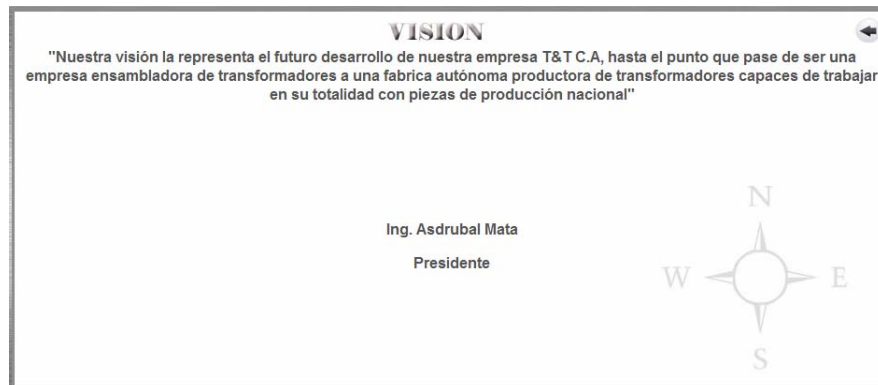 VISION
"Nuestra visión la representa el futuro desarrollo de nuestra empresa T&T C.A, hasta el punto que pase de ser una
empresa ensambladora de transformadores a una fabrica autónoma productora de transformadores capaces de trabajar
en su totalidad con piezas de producción nacional"
N
Ing. Asdrubal Mata
Presidente
W E
S